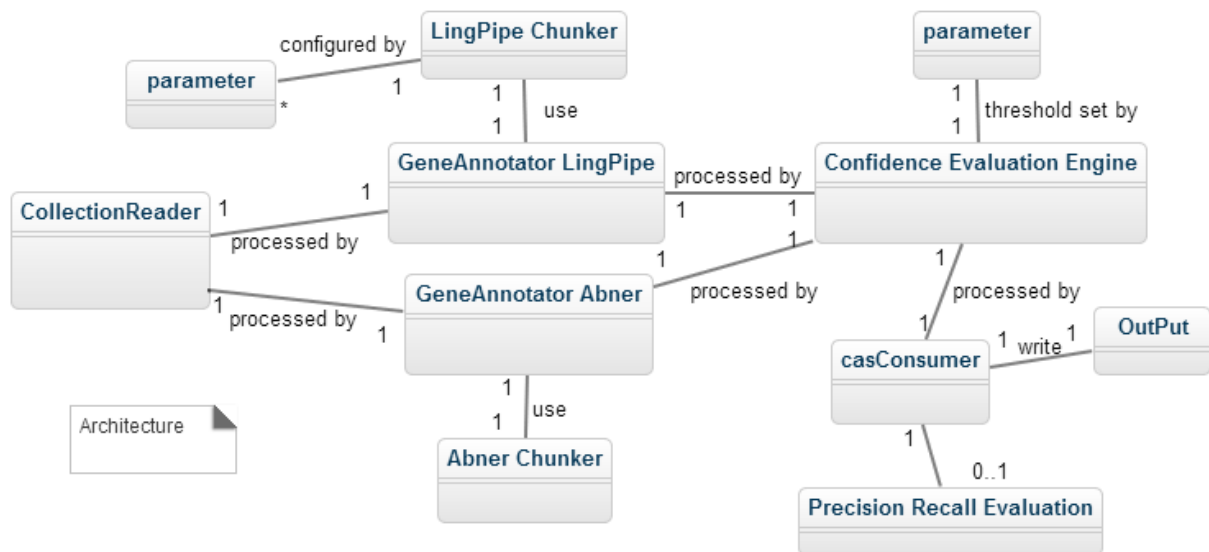 LingPipe Chunker
parameter
configured by
parameter
1
1
*
1
use
1
threshold set by
1
1
GeneAnnotator LingPipe
Confidence Evaluation Engine
processed by
1
1
CollectionReader
1
1
processed by
1
1
processed by
GeneAnnotator Abner
1
processed by
1
1
processed by
1
1
casConsumer
1
write
1
OutPut
1
use
1
Architecture
Abner Chunker
1
0..1
Precision Recall Evaluation